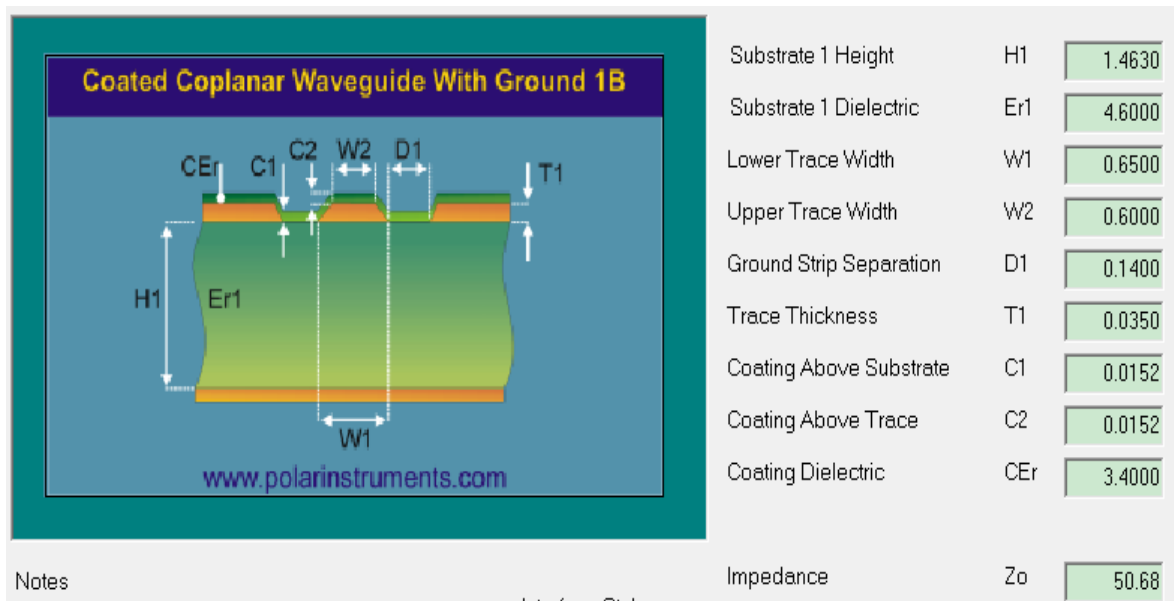 Coated Coplanar Waveguide With Ground 1B
CEr C1 C2 W2 D1 T1
H1 Er1
W1
www.polarinstruments.com
Substrate 1 Height H1 1.4630
Substrate 1 Dielectric Er1 4.6000
Lower Trace Width W1 0.6500
Upper Trace Width W2 0.6000
Ground Strip Separation D1 0.1400
Trace Thickness T1 0.0350
Coating Above Substrate C1 0.0152
Coating Above Trace C2 0.0152
Coating Dielectric CEr 3.4000
Notes
Impedance Zo 50.68